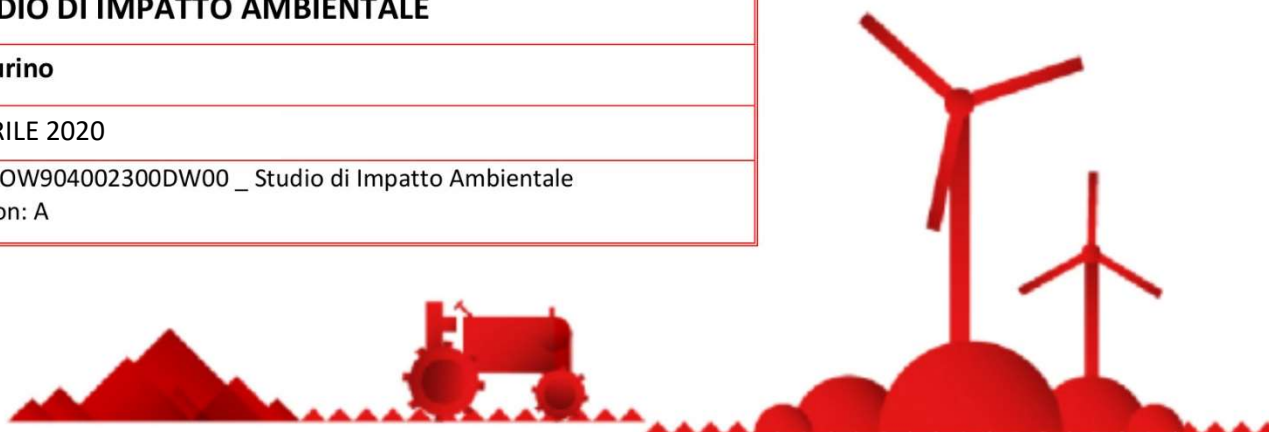 DIO DI IMPATTO AMBIENTALE
urino
RILE 2020
OW904002300DW00 _ Studio di Impatto Ambientale
on: A